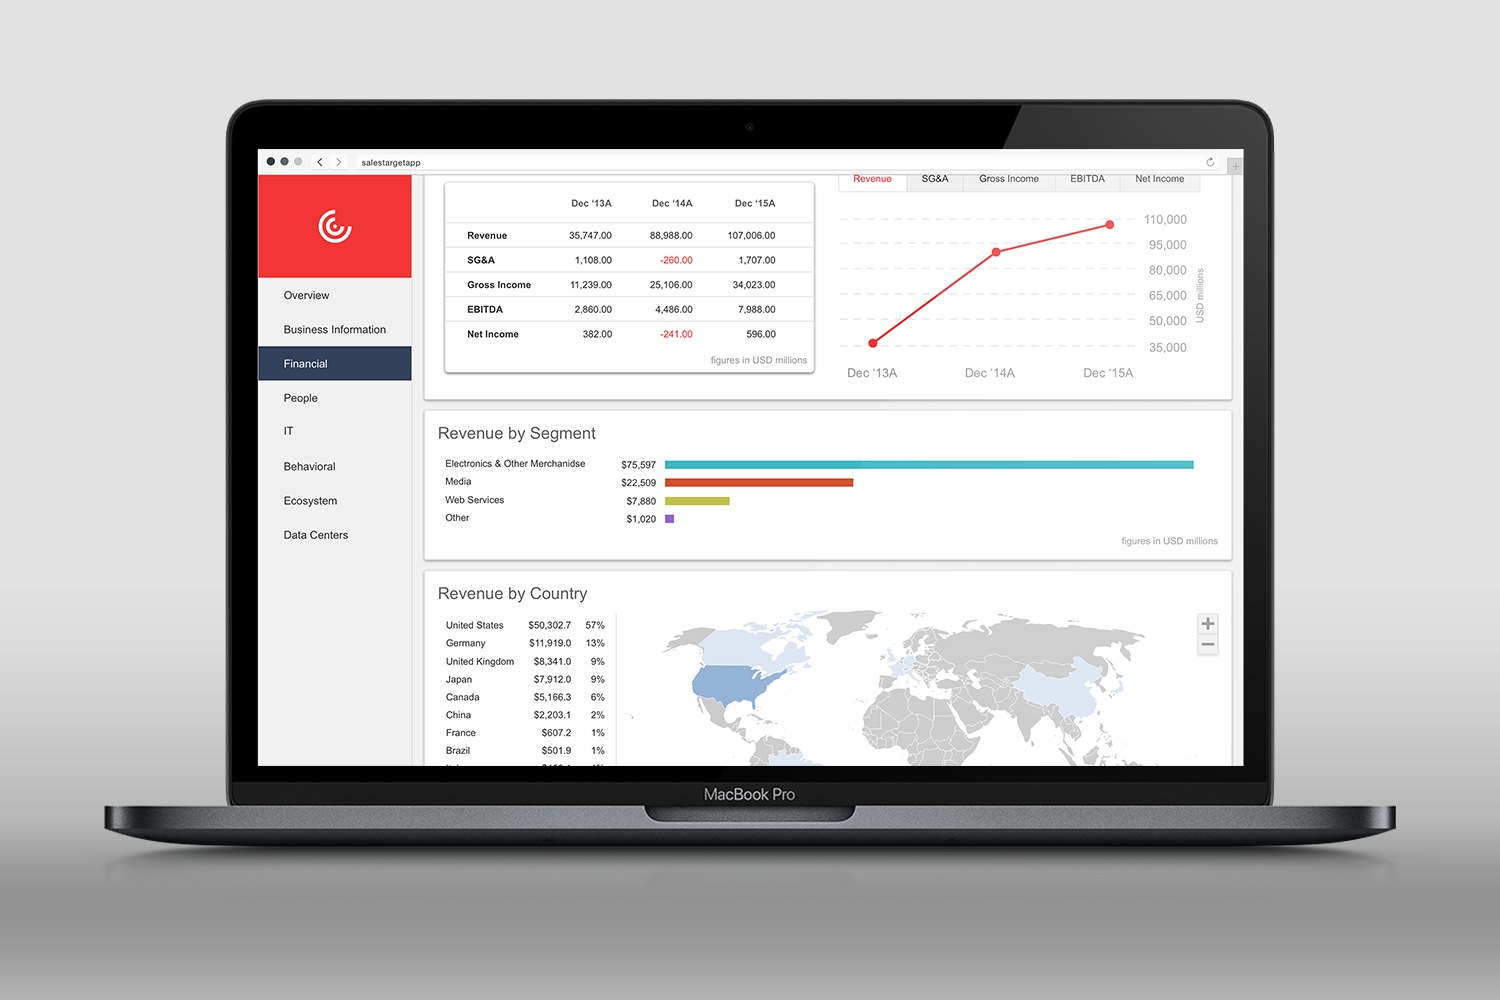 salestargetapp
Overview
Business Information
Financial
People
IT
Behavioral
Ecosystem
Data Centers
Dec ‘13A Dec ‘14A Dec ‘15A
Revenue 35,747.00 88,988.00 107,006.00
SG&A 1,108.00 -260.00 1,707.00
Gross Income 11,239.00 25,106.00 34,023.00
EBITDA 2,860.00 4,486.00 7,988.00
Net Income 382.00 -241.00 596.00
figures in USD millions
Revenue SG&A Gross Income EBITDA Net Income
110,000
95,000
80,000
65,000
50,000
35,000
USD millions
Dec ‘13A Dec ‘14A Dec ‘15A
Revenue by Segment
Electronics & Other Merchanidse $75,597
Media $22,509
Web Services $7,880
Other $1,020
figures in USD millions
Revenue by Country
United States $50,302.7 57%
Germany $11,919.0 13%
United Kingdom $8,341.0 9%
Japan $7,912.0 9%
Canada $5,166.3 6%
China $2,203.1 2%
France $607.2 1%
Brazil $501.9 1%
MacBook Pro